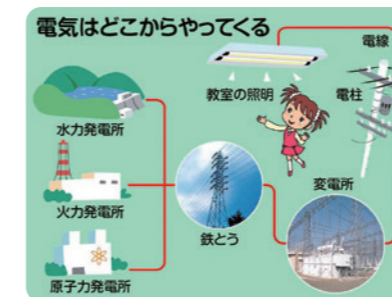 電気はどこからやってくる
電線
教室の照明
電柱
水力発電所
変電所
火力発電所
鉄とう
原子力発電所